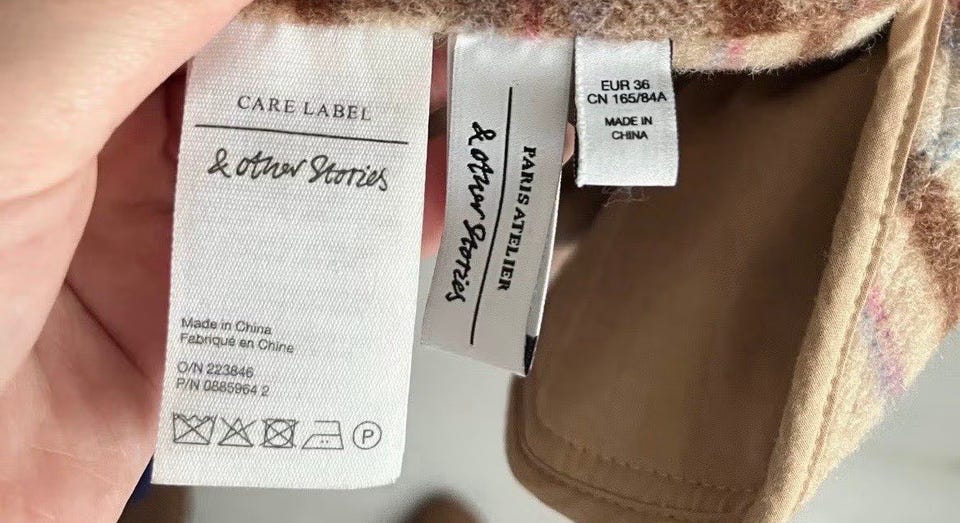 CARE LABEL
& other Stories
Made in China
Fabriqué en Chine
O/N 223846
P/N 0885964 2
P
PARIS ATELIER
& other Stories
EUR 36
CN 165/84A
MADE IN
CHINA